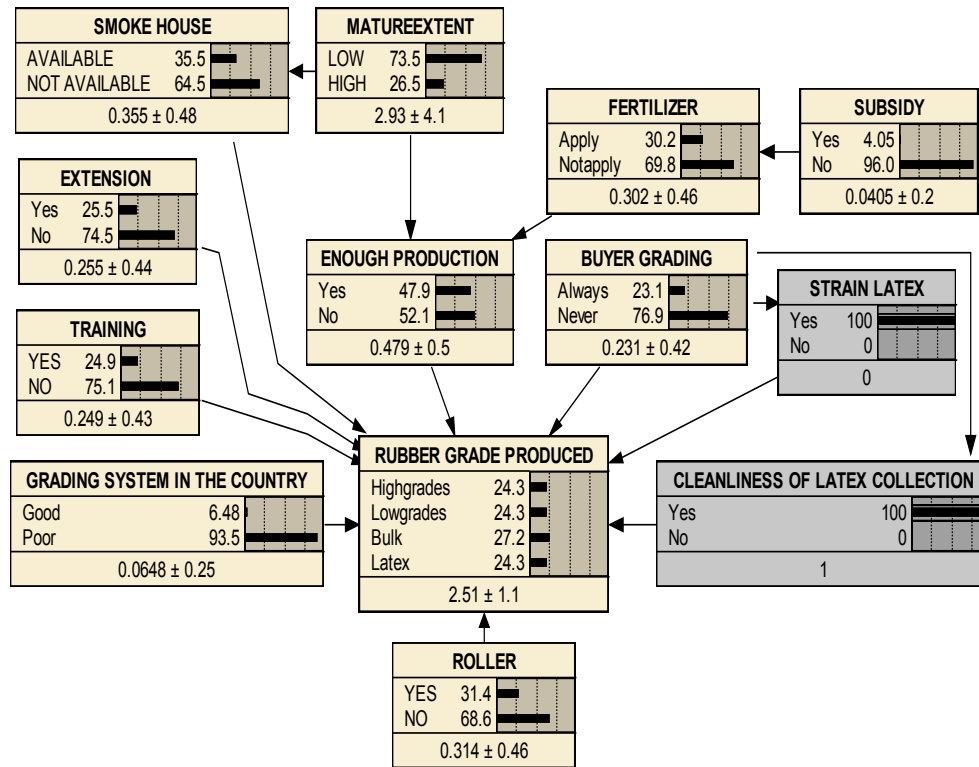 SMOKE HOUSE
AVAILABLE 35.5
NOT AVAILABLE 64.5
0.355 ± 0.48
MATUREEXTENT
LOW 73.5
HIGH 26.5
2.93 ± 4.1
FERTILIZER
Apply 30.2
Notapply 69.8
0.302 ± 0.46
SUBSIDY
Yes 4.05
No 96.0
0.0405 ± 0.2
EXTENSION
Yes 25.5
No 74.5
0.255 ± 0.44
ENOUGH PRODUCTION
Yes 47.9
No 52.1
0.479 ± 0.5
BUYER GRADING
Always 23.1
Never 76.9
0.231 ± 0.42
STRAIN LATEX
Yes 100
No 0
0
TRAINING
YES 24.9
NO 75.1
0.249 ± 0.43
GRADING SYSTEM IN THE COUNTRY
Good 6.48
Poor 93.5
0.0648 ± 0.25
RUBBER GRADE PRODUCED
Highgrades 24.3
Lowgrades 24.3
Bulk 27.2
Latex 24.3
2.51 ± 1.1
CLEANLINESS OF LATEX COLLECTION
Yes 100
No 0
1
ROLLER
YES 31.4
NO 68.6
0.314 ± 0.46